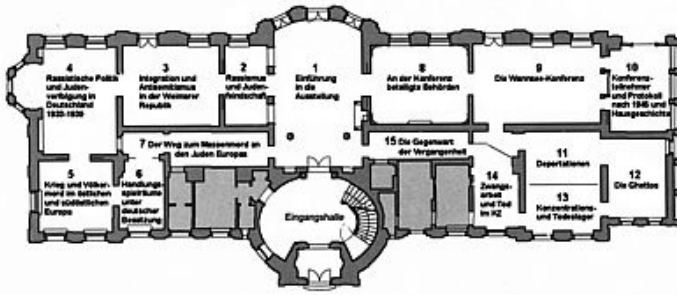 4
Rassistische Politik
und Juden-
verfolgung in
Deutschland
1933-1939
3
Integration und
Antisemitismus
in der Weimarer
Republik
2
Rassismus
und Juden-
feindschaft
1
Einführung
in die
Ausstellung
8
An der Konferenz
beteiligte Behörden
9
Die Wannsee-Konferenz
10
Konferenz-
teilnehmer
und Protokoll
nach 1945 und
Hausgeschichte
7 Der Weg zum Massenmord an
den Juden Europas
15 Die Gegenwart
der Vergangenheit
5
Krieg und Völker-
mord im östlichen
und südöstlichen
Europa
6
Handlungs-
spielräume
unter
deutscher
Besatzung
Eingangshalle
14
Zwangs-
arbeit und Tod
im KZ
11
Deportationen
13
Konzentrations-
und Todeslager
12
Die Ghettos